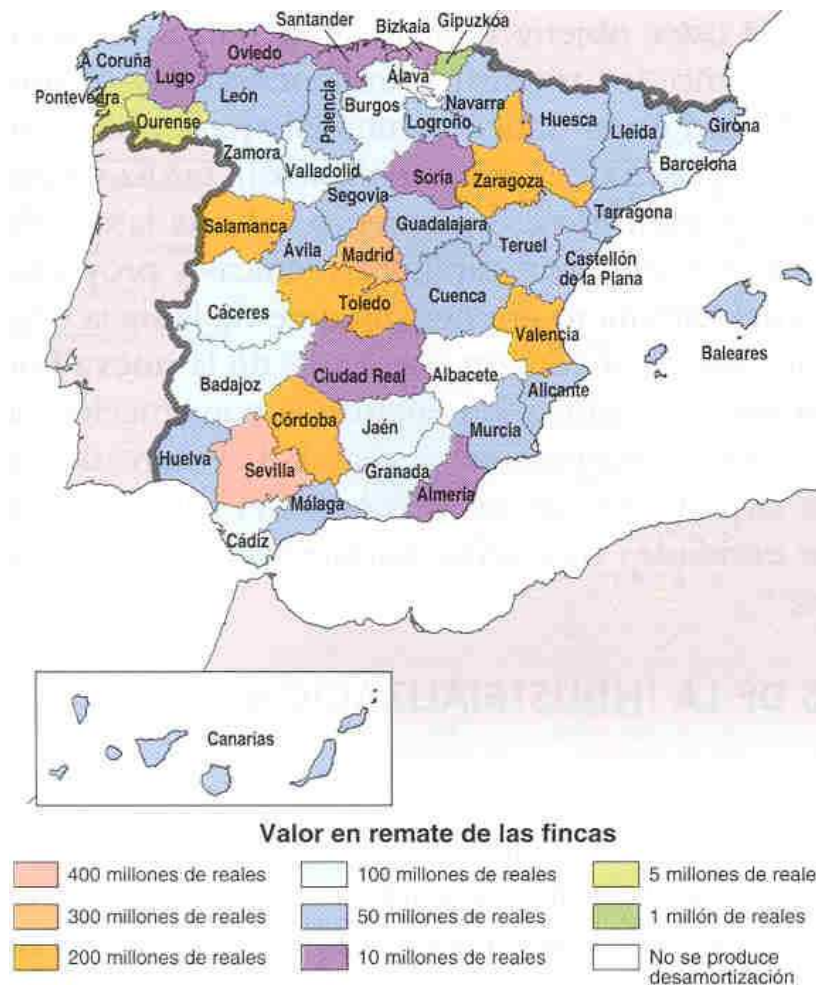 Santander
Bizkaia
Gipuzkoa
A Coruña
Lugo
Oviedo
Álava
Pontevedra
Ourense
León
Palencia
Burgos
Logroño
Navarra
Huesca
Lleida
Girona
Barcelona
Zamora
Valladolid
Soria
Zaragoza
Tarragona
Segovia
Salamanca
Ávila
Guadalajara
Madrid
Teruel
Castellón
de la Plana
Cáceres
Toledo
Cuenca
Valencia
Baleares
Badajoz
Ciudad Real
Albacete
Alicante
Córdoba
Jaén
Murcia
Huelva
Sevilla
Granada
Almería
Málaga
Cádiz
Canarias
Valor en remate de las fincas
400 millones de reales
300 millones de reales
200 millones de reales
100 millones de reales
50 millones de reales
10 millones de reales
5 millones de reale
1 millón de reales
No se produce
desamortización